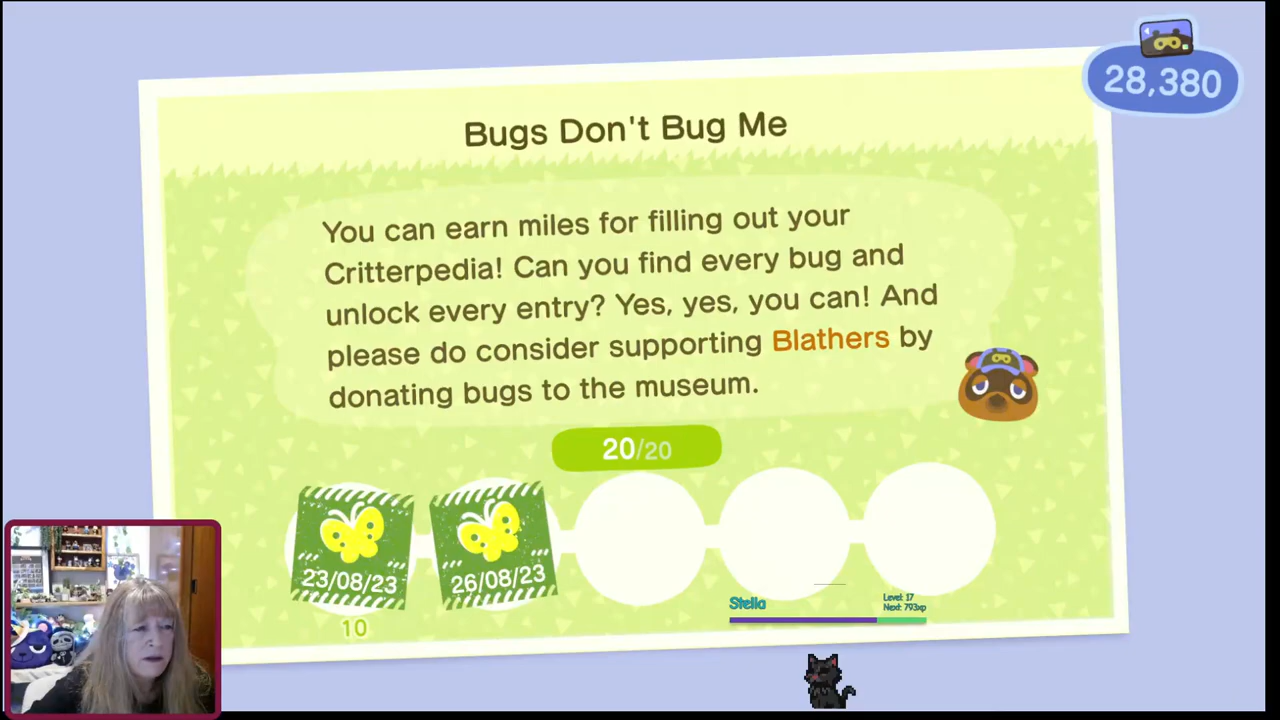 28,380
Bugs Don't Bug Me
You can earn miles for filling out your
Critterpedia! Can you find every bug and
unlock every entry? Yes, yes, you can! And
please do consider supporting Blathers by
donating bugs to the museum.
20/20
23/08/23
26/08/23
10
Stella
Level: 17
Next: 793xp